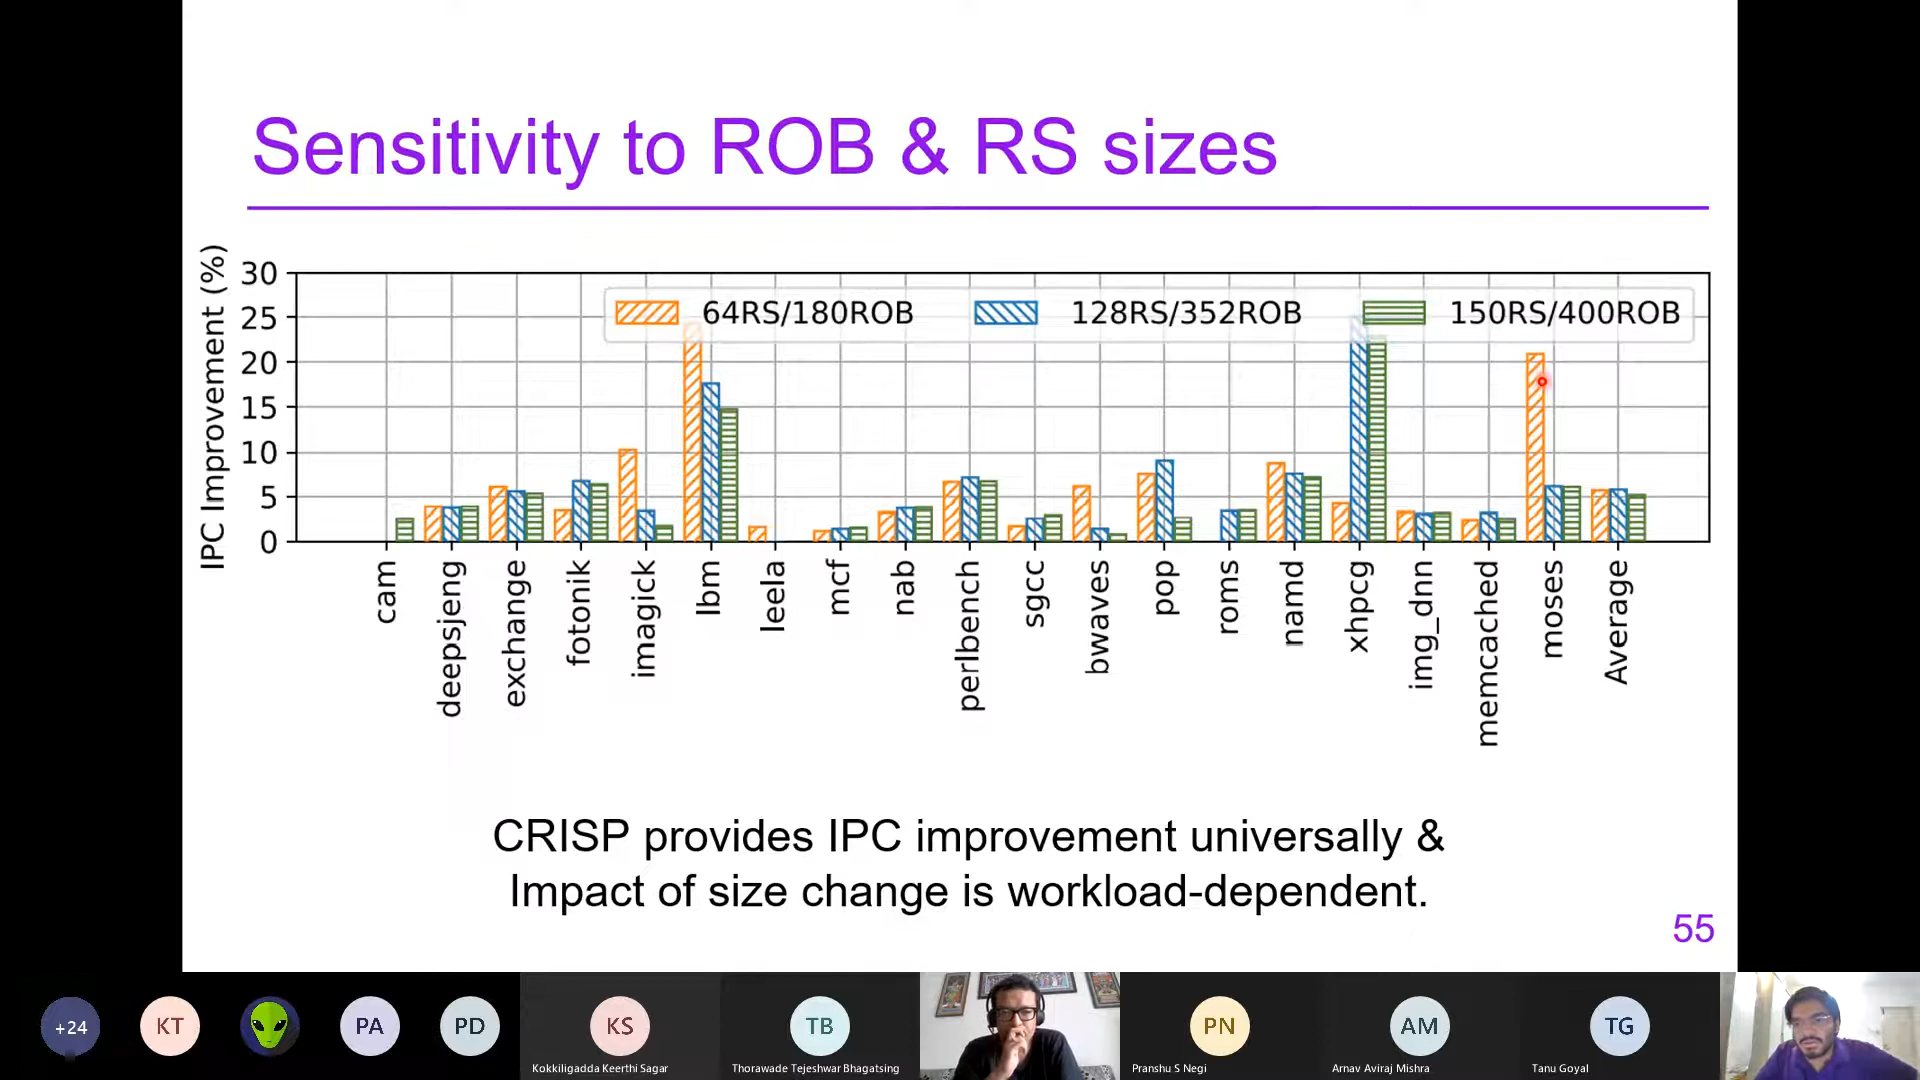 Sensitivity to ROB & RS sizes
IPC Improvement (%)
30
25
20
15
10
5
0
64RS/180ROB
128RS/352ROB
150RS/400ROB
cam
deepsjeng
exchange
fotonik
imagick
lbm
leela
mcf
nab
perlbench
sgcc
bwaves
pop
roms
namd
xhpcg
img_dnn
memcached
moses
Average
CRISP provides IPC improvement universally &
Impact of size change is workload-dependent.
55
+24
KT
PA
PD
KS
TB
PN
AM
TG
Kokkiligadda Keerthi Sagar
Thorawade Tejeshwar Bhagatsing
Pranshu S Negi
Arnav Aviraj Mishra
Tanu Goyal